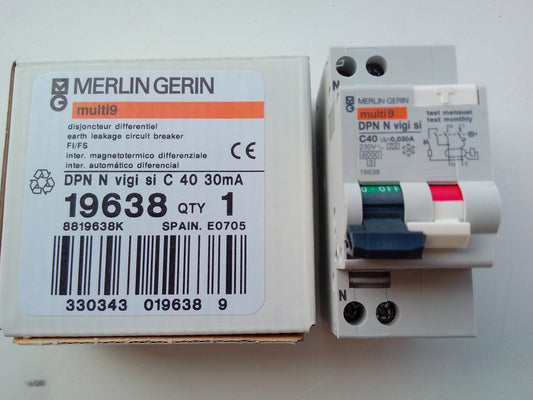 MERLIN GERIN
multi9
disjoncteur differentiel
earth leakage circuit breaker
FI/FS
inter. magnetotermico differenziale
inter. automático diferencial
CE
DPN N vigi si C 40 30mA
19638 QTY 1
8819638K SPAIN. E0705
330343 019638 9
N
MERLIN GERIN
multi9
DPN N vigi si
C40 0,030A
230V~
6000
3
19638
test mensuel
test monthly
O-OFF
N